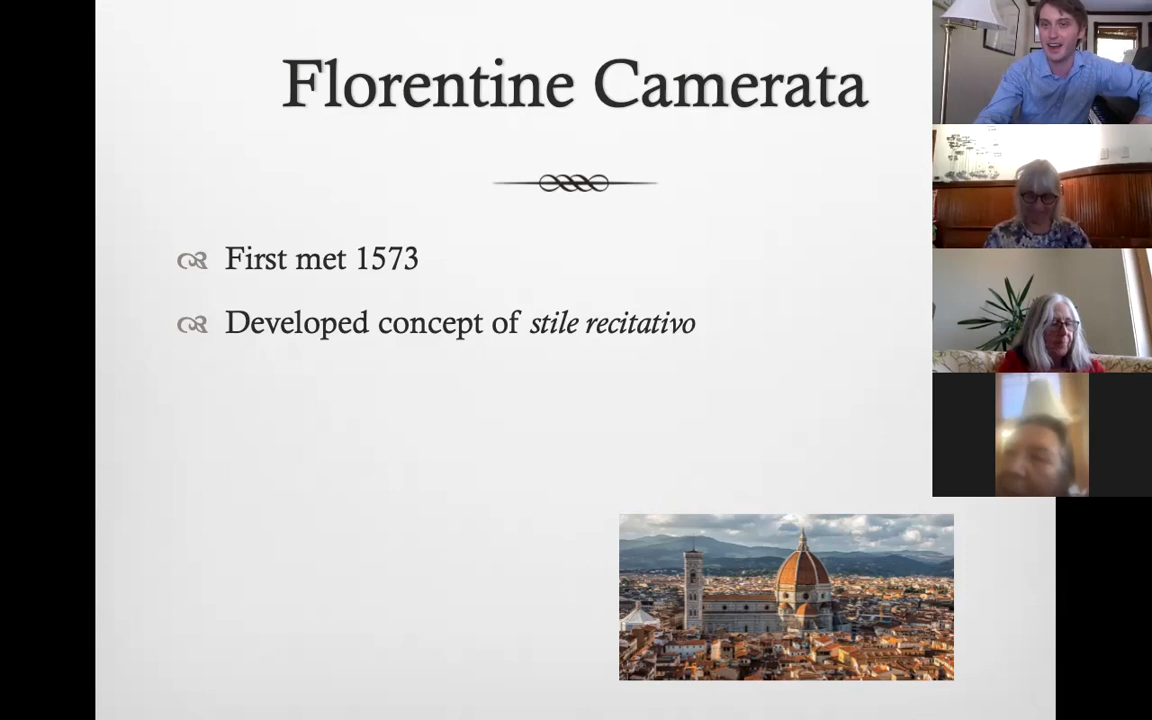 Florentine Camerata
First met 1573
Developed concept of stile recitativo